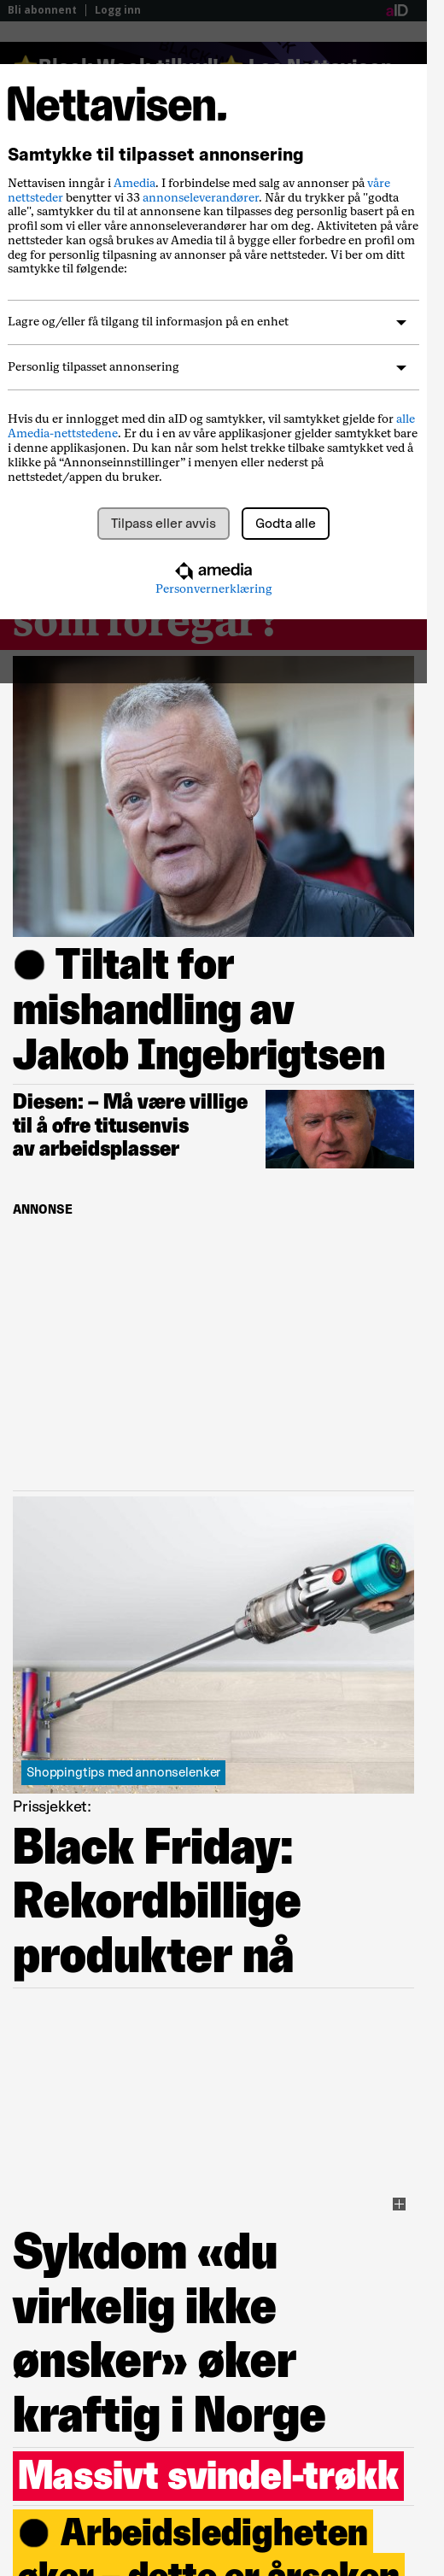 Bli abonnent | Logg inn
aID
Nettavisen.
Samtykke til tilpasset annonsering
Nettavisen inngår i Amedia. I forbindelse med salg av annonser på våre
nettsteder benytter vi 33 annonseleverandører. Når du trykker på "godta
alle", samtykker du til at annonsene kan tilpasses deg personlig basert på en
profil som vi eller våre annonseleverandører har om deg. Aktiviteten på våre
nettsteder kan også brukes av Amedia til å bygge eller forbedre en profil om
deg for personlig tilpasning av annonser på våre nettsteder. Vi ber om ditt
samtykke til følgende:
Lagre og/eller få tilgang til informasjon på en enhet
Personlig tilpasset annonsering
Hvis du er innlogget med din aID og samtykker, vil samtykket gjelde for alle
Amedia-nettstedene. Er du i en av våre applikasjoner gjelder samtykket bare
i denne applikasjonen. Du kan når som helst trekke tilbake samtykket ved å
klikke på “Annonseinnstillinger” i menyen eller nederst på
nettstedet/appen du bruker.
Tilpass eller avvis
Godta alle
amedia
Personvernerklæring
som foregår?
Tiltalt for
mishandling av
Jakob Ingebrigtsen
Diesen: – Må være villige
til å ofre titusenvis
av arbeidsplasser
ANNONSE
Shoppingtips med annonselenker
Prissjekket:
Black Friday:
Rekordbillige
produkter nå
Sykdom «du
virkelig ikke
ønsker» øker
kraftig i Norge
Massivt svindel-trøkk
Arbeidsledigheten
øker – dette er årsaken